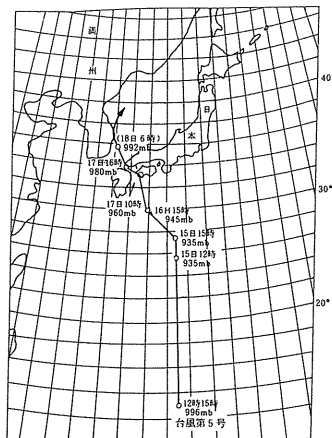 満
州
40
日
本
(18日6時)
992mb
17日16時
980mb
30°
17日10時
960mb
16日15時
945mb
15日15時
935mb
15日12時
935mb
20°
12時15時
996mb
台風第5号